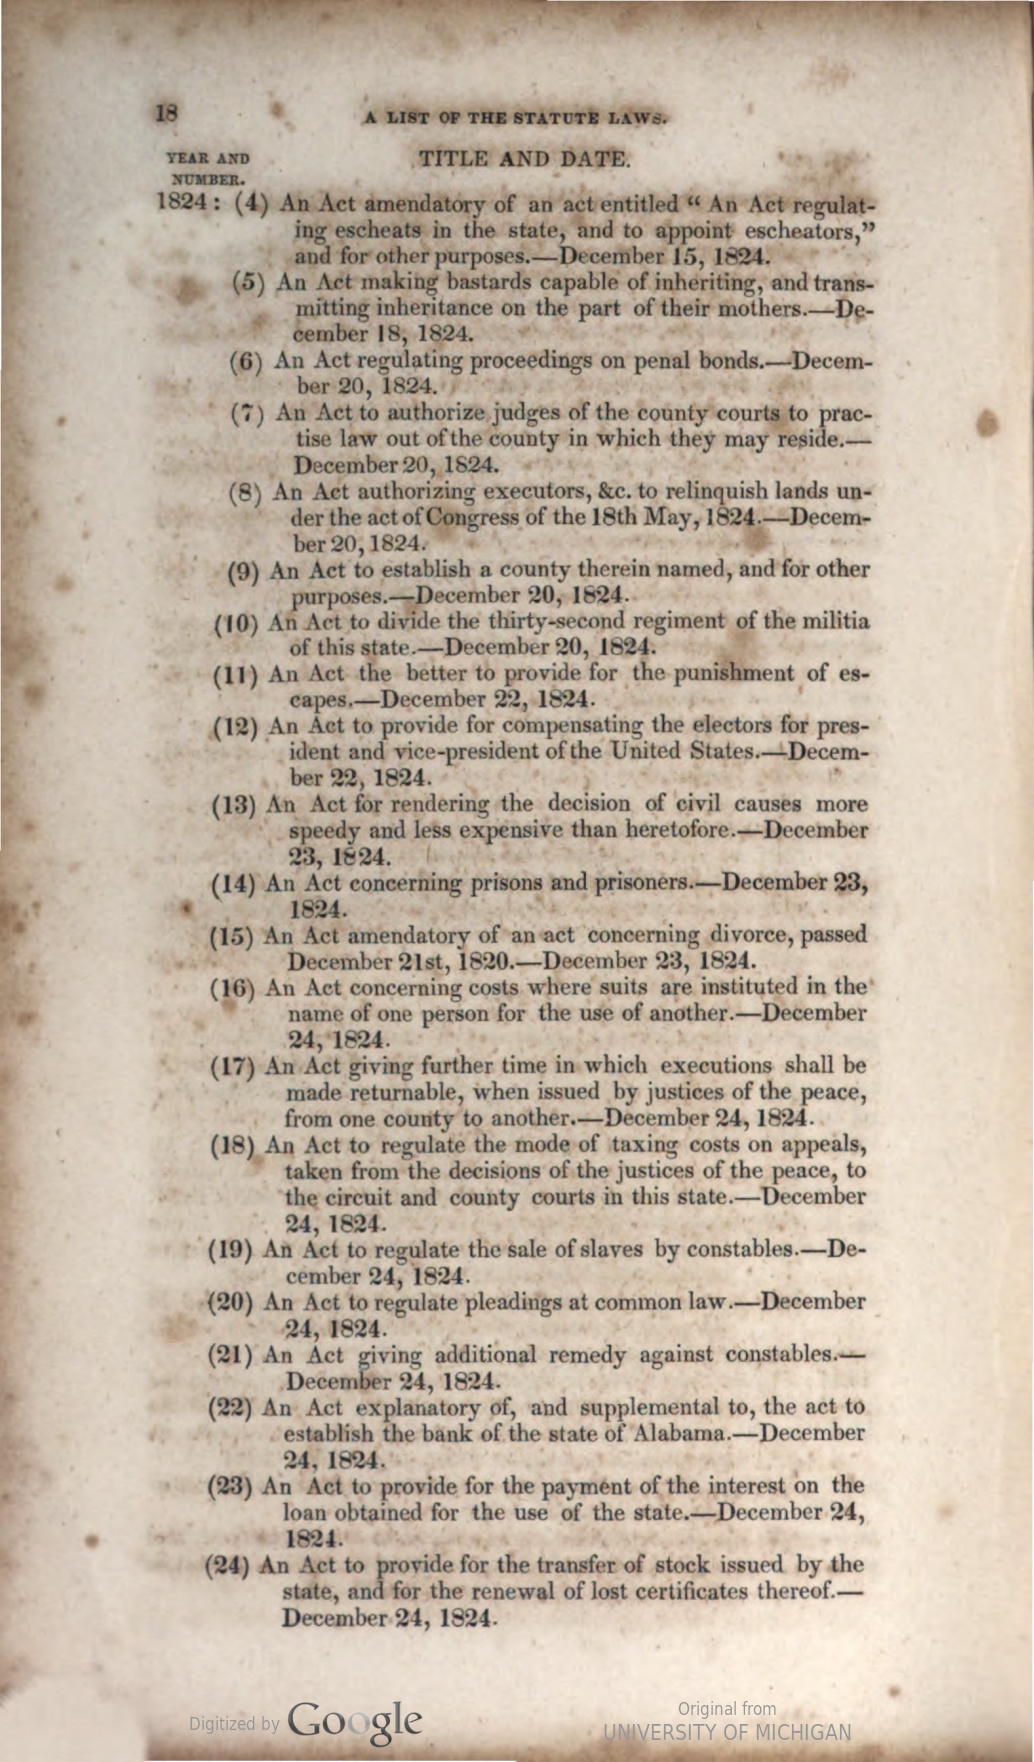 18
A LIST OF THE STATUTE LAWS.
YEAR AND
NUMBER.
TITLE AND DATE.
1824: (4) An Act amendatory of an act entitled “ An Act regulat-
ing escheats in the state, and to appoint escheators,”
and for other purposes.—December 15, 1824.
(5) An Act making bastards capable of inheriting, and trans-
mitting inheritance on the part of their mothers.—De-
cember 18, 1824.
(6) An Act regulating proceedings on penal bonds.—Decem-
ber 20, 1824.
(7) An Act to authorize judges of the county courts to prac-
tise law out of the county in which they may reside.—
December 20, 1824.
(8) An Act authorizing executors, &c. to relinquish lands un-
der the act of Congress of the 18th May, 1824.—Decem-
ber 20, 1824.
(9) An Act to establish a county therein named, and for other
purposes.—December 20, 1824.
(10) An Act to divide the thirty-second regiment of the militia
of this state.—December 20, 1824.
(11) An Act the better to provide for the punishment of es-
capes.—December 22, 1824.
(12) An Act to provide for compensating the electors for pres-
ident and vice-president of the United States.—Decem-
ber 22, 1824.
(13) An Act for rendering the decision of civil causes more
speedy and less expensive than heretofore.—December
23, 1824.
(14) An Act concerning prisons and prisoners.—December 23,
1824.
(15) An Act amendatory of an act concerning divorce, passed
December 21st, 1820.—December 23, 1824.
(16) An Act concerning costs where suits are instituted in the
name of one person for the use of another.—December
24, 1824.
(17) An Act giving further time in which executions shall be
made returnable, when issued by justices of the peace,
from one county to another.—December 24, 1824.
(18) An Act to regulate the mode of taxing costs on appeals,
taken from the decisions of the justices of the peace, to
the circuit and county courts in this state.—December
24, 1824.
(19) An Act to regulate the sale of slaves by constables.—De-
cember 24, 1824.
(20) An Act to regulate pleadings at common law.—December
24, 1824.
(21) An Act giving additional remedy against constables.—
December 24, 1824.
(22) An Act explanatory of, and supplemental to, the act to
establish the bank of the state of Alabama.—December
24, 1824.
(23) An Act to provide for the payment of the interest on the
loan obtained for the use of the state.—December 24,
1824.
(24) An Act to provide for the transfer of stock issued by the
state, and for the renewal of lost certificates thereof.—
December 24, 1824.
Digitized by Google
Original from
UNIVERSITY OF MICHIGAN